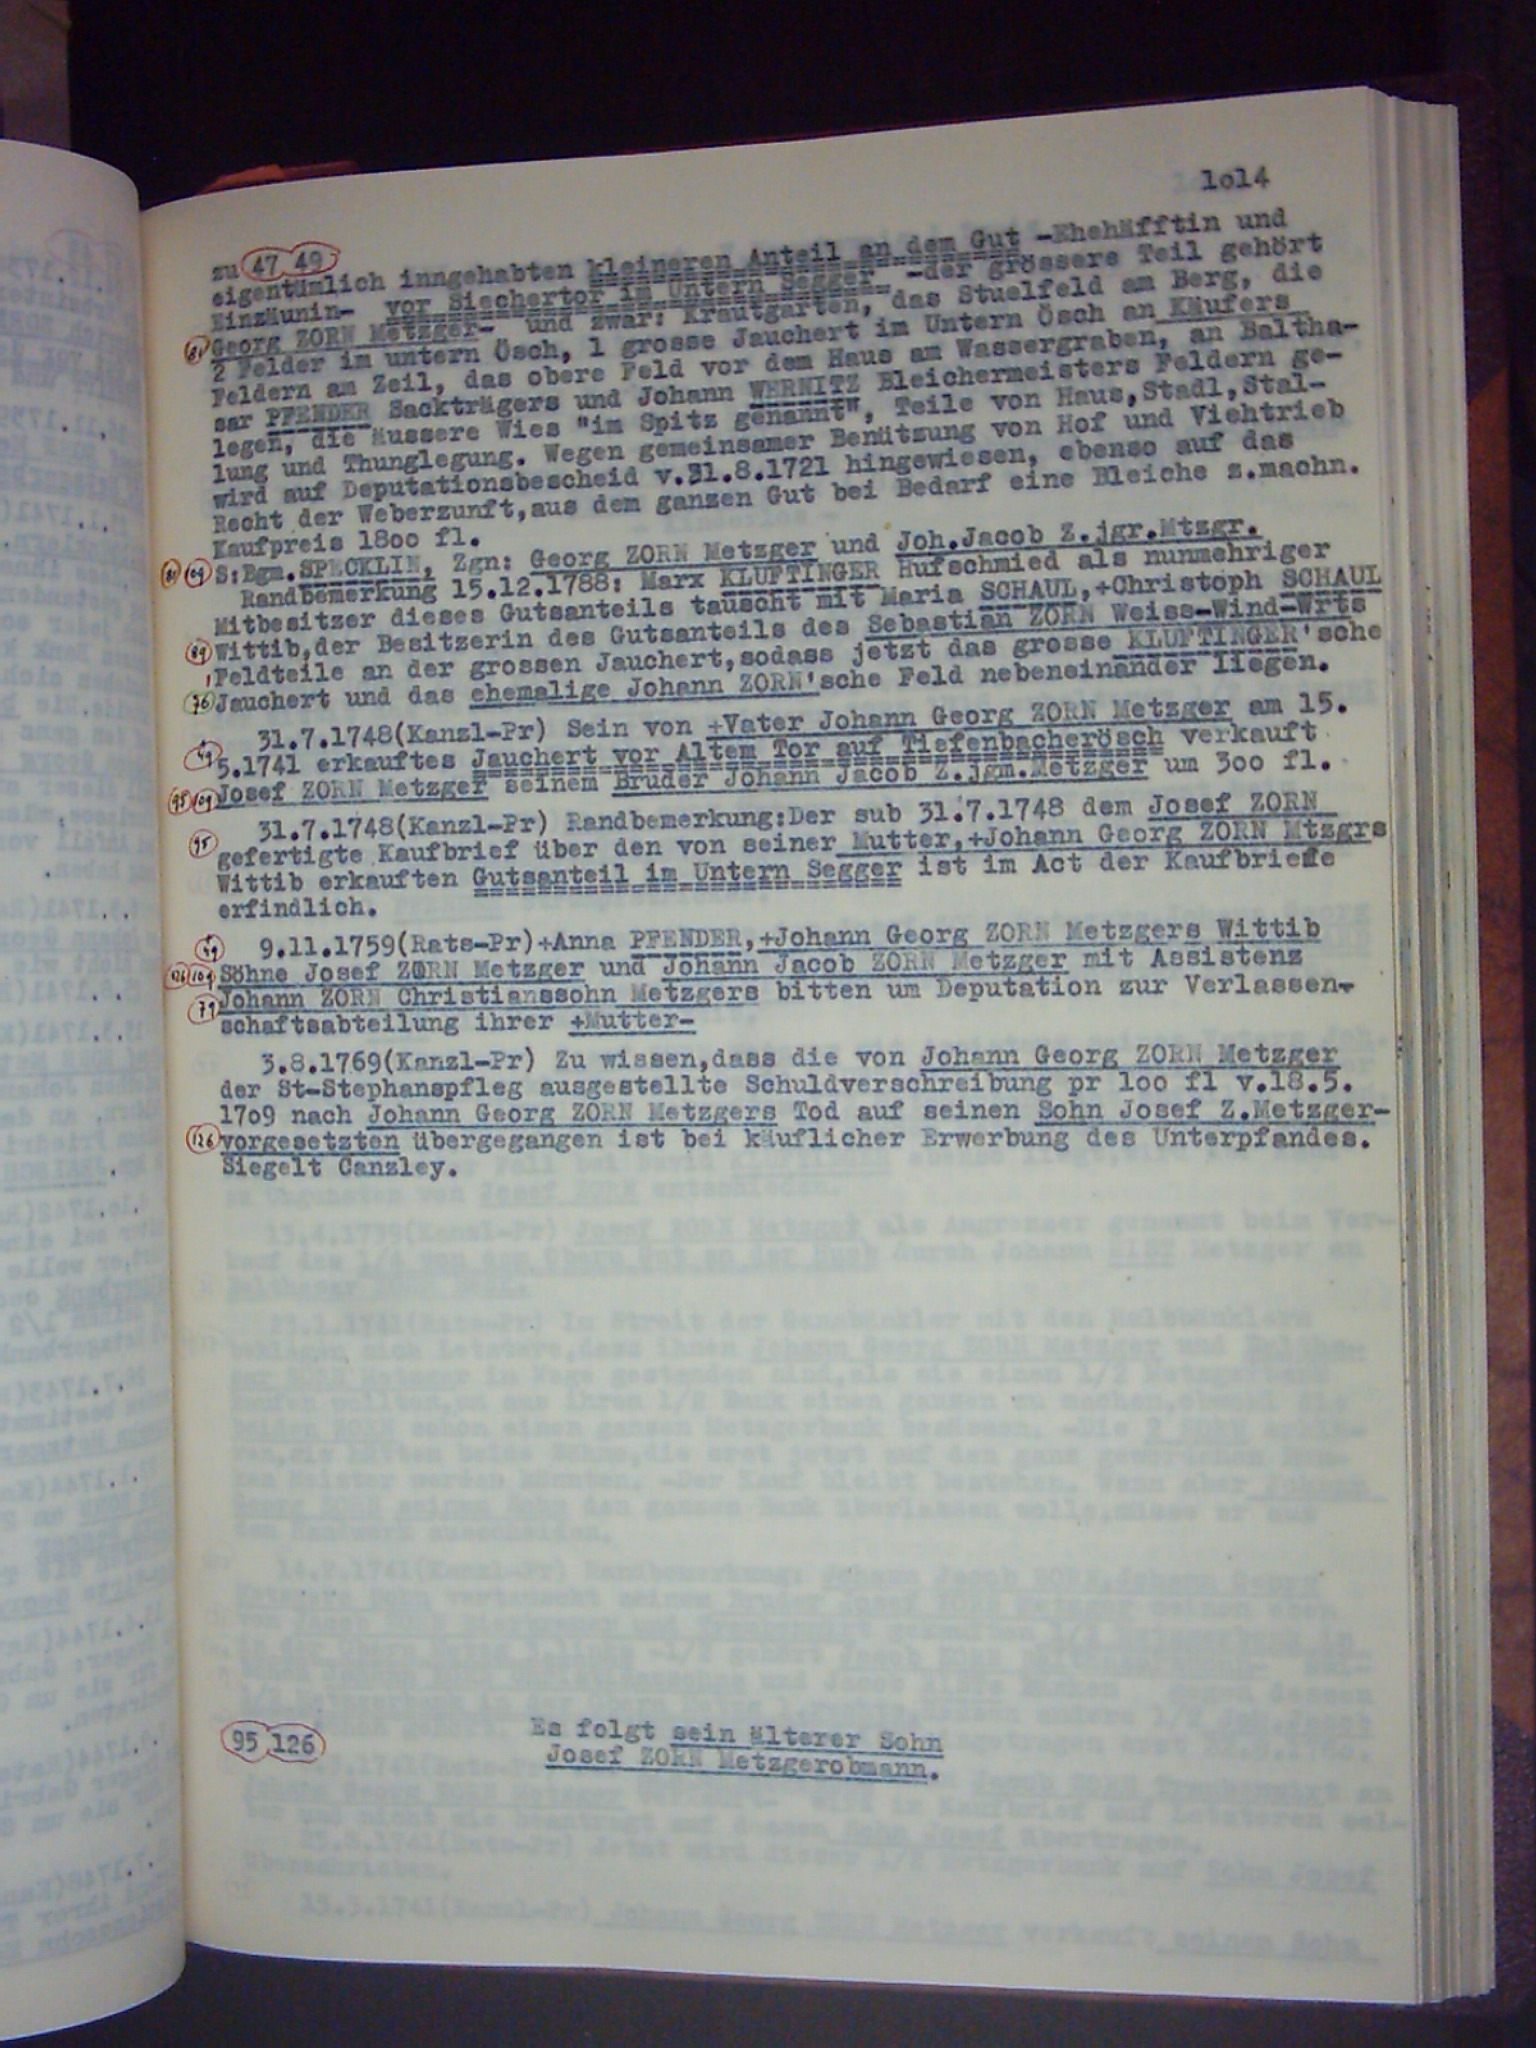 1o14
zu 47 49
eigentümlich inngehabten kleineren Anteil an dem Gut -Ehehäfftin und
Einzäunin- vor Siechertor im Untern Segger -der grössere Teil gehört
81 Georg ZORN Metzger- und zwar: Krautgarten, das Stuelfeld am Berg, die
2 Felder im untern Ösch, 1 grosse Jauchert im Untern Ösch an Käufers
Feldern am Zeil, das obere Feld vor dem Haus am Wassergraben, an Baltha-
sar PFENDER Sackträgers und Johann WERNITZ Bleichermeisters Feldern ge-
legen, die äussere Wies "im Spitz genannt", Teile von Haus,Stadl,Stal-
lung und Thunglegung. Wegen gemeinsamer Benützung von Hof und Viehtrieb
wird auf Deputationsbescheid v.31.8.1721 hingewiesen, ebenso auf das
Recht der Weberzunft,aus dem ganzen Gut bei Bedarf eine Bleiche z.machn.
Kaufpreis 18oo fl.
81 109 S:Bgm.SPECKLIN, Zgn: Georg ZORN Metzger und Joh.Jacob Z.jgr.Mtzgr.
Randbemerkung 15.12.1788: Marx KLUFTINGER Hufschmied als nunmehriger
Mitbesitzer dieses Gutsanteils tauscht mit Maria SCHAUL,+Christoph SCHAUL
89 Wittib,der Besitzerin des Gutsanteils des Sebastian ZORN Weiss-Wind-Wrts
Feldteile an der grossen Jauchert,sodass jetzt das grosse KLUFTINGER'sche
76 Jauchert und das ehemalige Johann ZORN'sche Feld nebeneinander liegen.
31.7.1748(Kanzl-Pr) Sein von +Vater Johann Georg ZORN Metzger am 15.
49 5.1741 erkauftes Jauchert vor Altem Tor auf Tiefenbacherösch verkauft
95 109 Josef ZORN Metzger seinem Bruder Johann Jacob Z.jgm.Metzger um 3oo fl.
31.7.1748(Kanzl-Pr) Randbemerkung:Der sub 31.7.1748 dem Josef ZORN
95 gefertigte Kaufbrief über den von seiner Mutter,+Johann Georg ZORN Mtzgrs
Wittib erkauften Gutsanteil im Untern Segger ist im Act der Kaufbriefe
erfindlich.
49 9.11.1759(Rats-Pr)+Anna PFENDER,+Johann Georg ZORN Metzgers Wittib
126 109 Söhne Josef ZORN Metzger und Johann Jacob ZORN Metzger mit Assistenz
79 Johann ZORN Christianssohn Metzgers bitten um Deputation zur Verlassen-
schaftsabteilung ihrer +Mutter-
3.8.1769(Kanzl-Pr) Zu wissen,dass die von Johann Georg ZORN Metzger
der St-Stephanspfleg ausgestellte Schuldverschreibung pr 1oo fl v.18.5.
17o9 nach Johann Georg ZORN Metzgers Tod auf seinen Sohn Josef Z.Metzger-
126 vorgesetzten übergegangen ist bei käuflicher Erwerbung des Unterpfandes.
Siegelt Canzley.
95 126 Es folgt sein älterer Sohn
Josef ZORN Metzgerobmann.